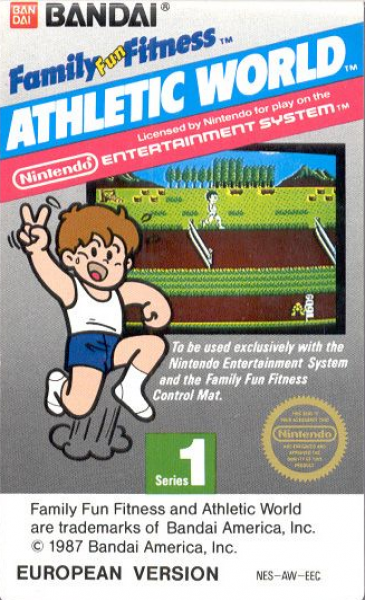 BAN
DAI
BANDAI®
Family Fun Fitness™
ATHLETIC WORLD™
Licensed by Nintendo for play on the
Nintendo® ENTERTAINMENT SYSTEM™
To be used exclusively with the
Nintendo Entertainment System
and the Family Fun Fitness
Control Mat.
Series 1
Nintendo
Family Fun Fitness and Athletic World
are trademarks of Bandai America, Inc.
© 1987 Bandai America, Inc.
EUROPEAN VERSION NES-AW-EEC